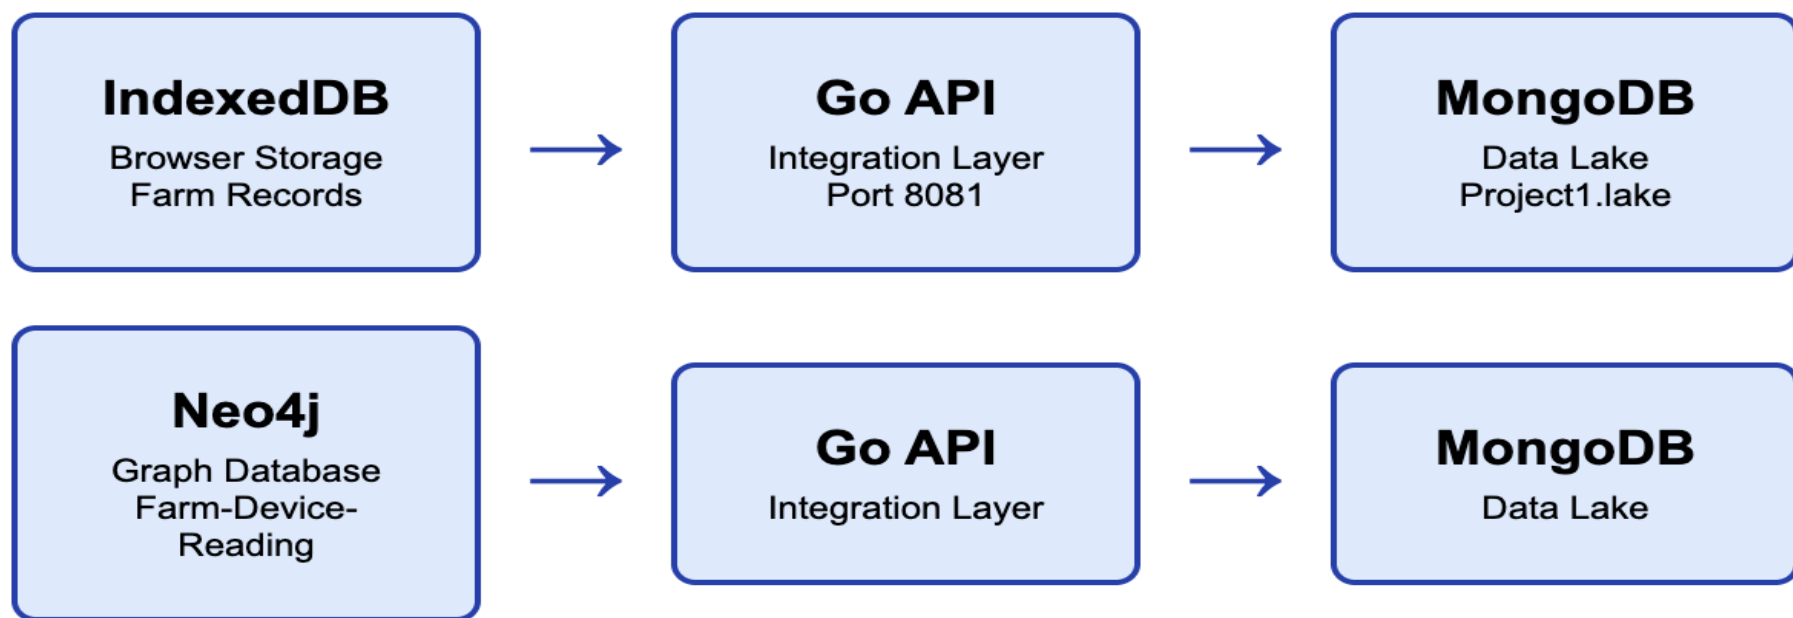 IndexedDB
Browser Storage
Farm Records
Go API
Integration Layer
Port 8081
MongoDB
Data Lake
Project1.lake
Neo4j
Graph Database
Farm-Device-
Reading
Go API
Integration Layer
MongoDB
Data Lake